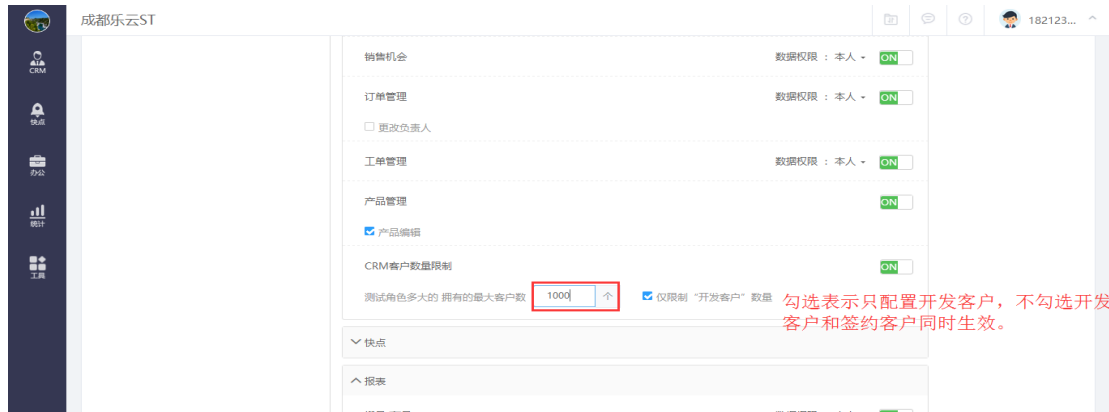 成都乐云ST
182123...
CRM
快点
办公
统计
工具
销售机会 数据权限 : 本人 ON
订单管理 数据权限 : 本人 ON
更改负责人
工单管理 数据权限 : 本人 ON
产品管理 ON
产品编辑
CRM客户数量限制 ON
测试角色多大的 拥有的最大客户数 1000 个 仅限制“开发客户”数量
勾选表示只配置开发客户，不勾选开发
客户和签约客户同时生效。
快点
报表